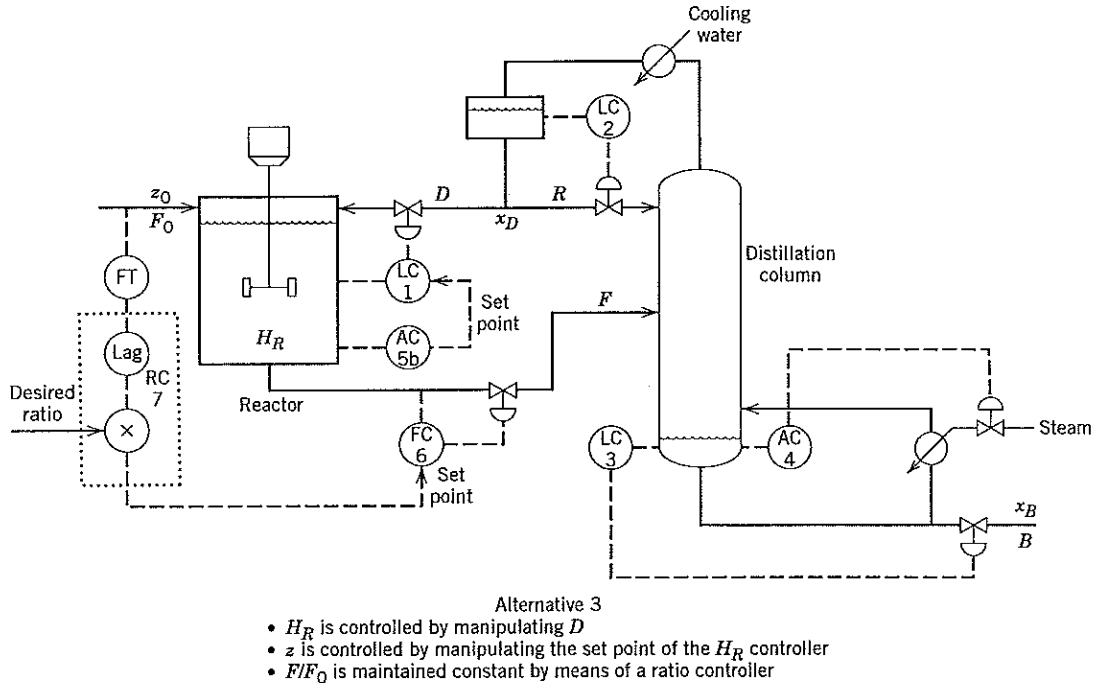 Cooling
water
LC
2
z0
F0
D
xD
R
FT
LC
1
Set
point
F
Distillation
column
HR
AC
5b
Lag
RC
7
Desired
ratio
×
Reactor
FC
6
Set
point
LC
3
AC
4
Steam
xB
B
Alternative 3
• HR is controlled by manipulating D
• z is controlled by manipulating the set point of the HR controller
• F/F0 is maintained constant by means of a ratio controller